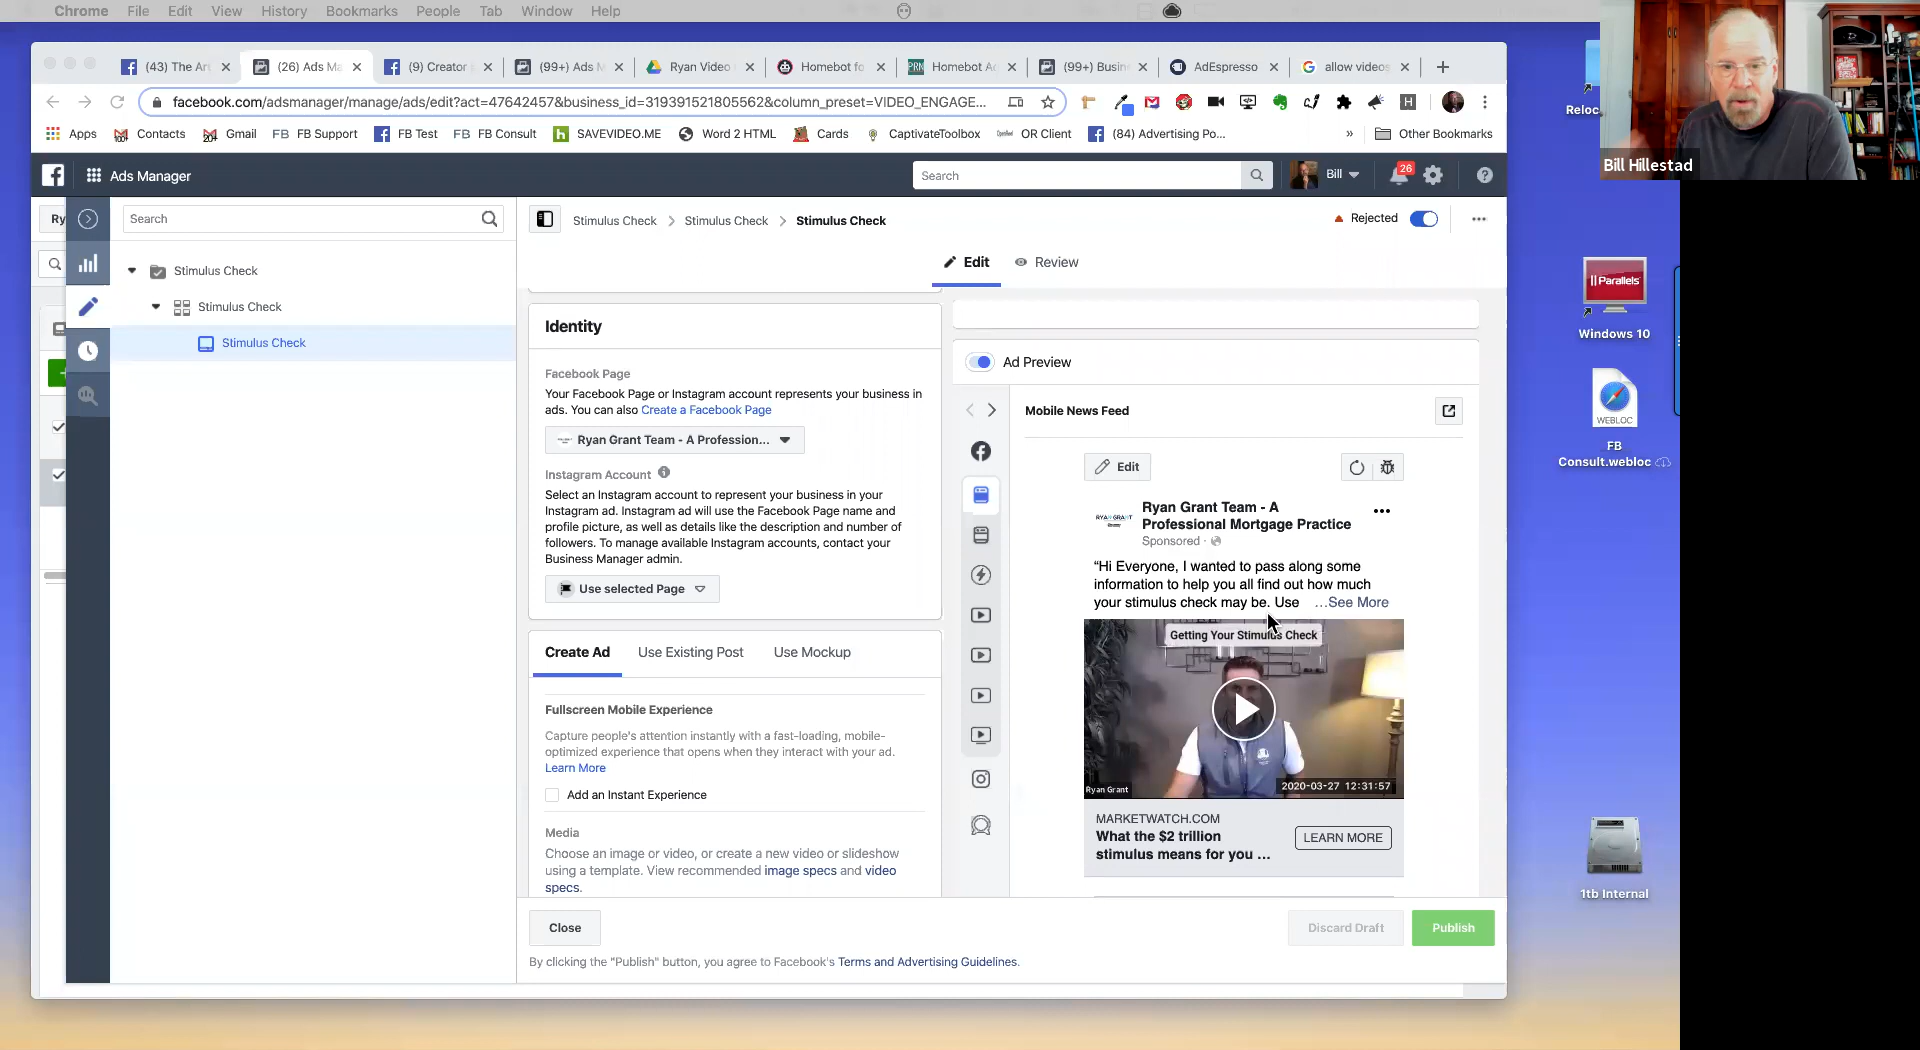 Chrome File Edit View History Bookmarks People Tab Window Help
(43) The Ar
(26) Ads Ma
(9) Creator
(99+) Ads M
Ryan Video
Homebot fo
Homebot Ac
(99+) Busin
AdEspresso
allow videos
facebook.com/adsmanager/manage/ads/edit?act=47642457&business_id=319391521805562&column_preset=VIDEO_ENGAGE...
Apps
Contacts
Gmail
FB FB Support
FB Test
FB FB Consult
SAVEVIDEO.ME
Word 2 HTML
Cards
CaptivateToolbox
OR Client
(84) Advertising Po...
»
Other Bookmarks
Reloc
Bill Hillestad
Ads Manager
Search
Bill
26
Ry
Search
Stimulus Check
Stimulus Check
Stimulus Check
Rejected
Edit
Review
Stimulus Check
Stimulus Check
Stimulus Check
Identity
Facebook Page
Your Facebook Page or Instagram account represents your business in
ads. You can also Create a Facebook Page
Ryan Grant Team - A Profession...
Instagram Account
Select an Instagram account to represent your business in your
Instagram ad. Instagram ad will use the Facebook Page name and
profile picture, as well as details like the description and number of
followers. To manage available Instagram accounts, contact your
Business Manager admin.
Use selected Page
Create Ad
Use Existing Post
Use Mockup
Fullscreen Mobile Experience
Capture people's attention instantly with a fast-loading, mobile-
optimized experience that opens when they interact with your ad.
Learn More
Add an Instant Experience
Media
Choose an image or video, or create a new video or slideshow
using a template. View recommended image specs and video
specs.
Ad Preview
Mobile News Feed
Edit
RYAN GRANT
Ryan Grant Team - A
Professional Mortgage Practice
Sponsored ·
“Hi Everyone, I wanted to pass along some
information to help you all find out how much
your stimulus check may be. Use ...See More
Getting Your Stimulus Check
Ryan Grant
2020-03-27 12:31:57
MARKETWATCH.COM
What the $2 trillion
stimulus means for you ...
LEARN MORE
Close
Discard Draft
Publish
By clicking the "Publish" button, you agree to Facebook's Terms and Advertising Guidelines.
Parallels
Windows 10
WEBLOC
FB
Consult.webloc
1tb Internal